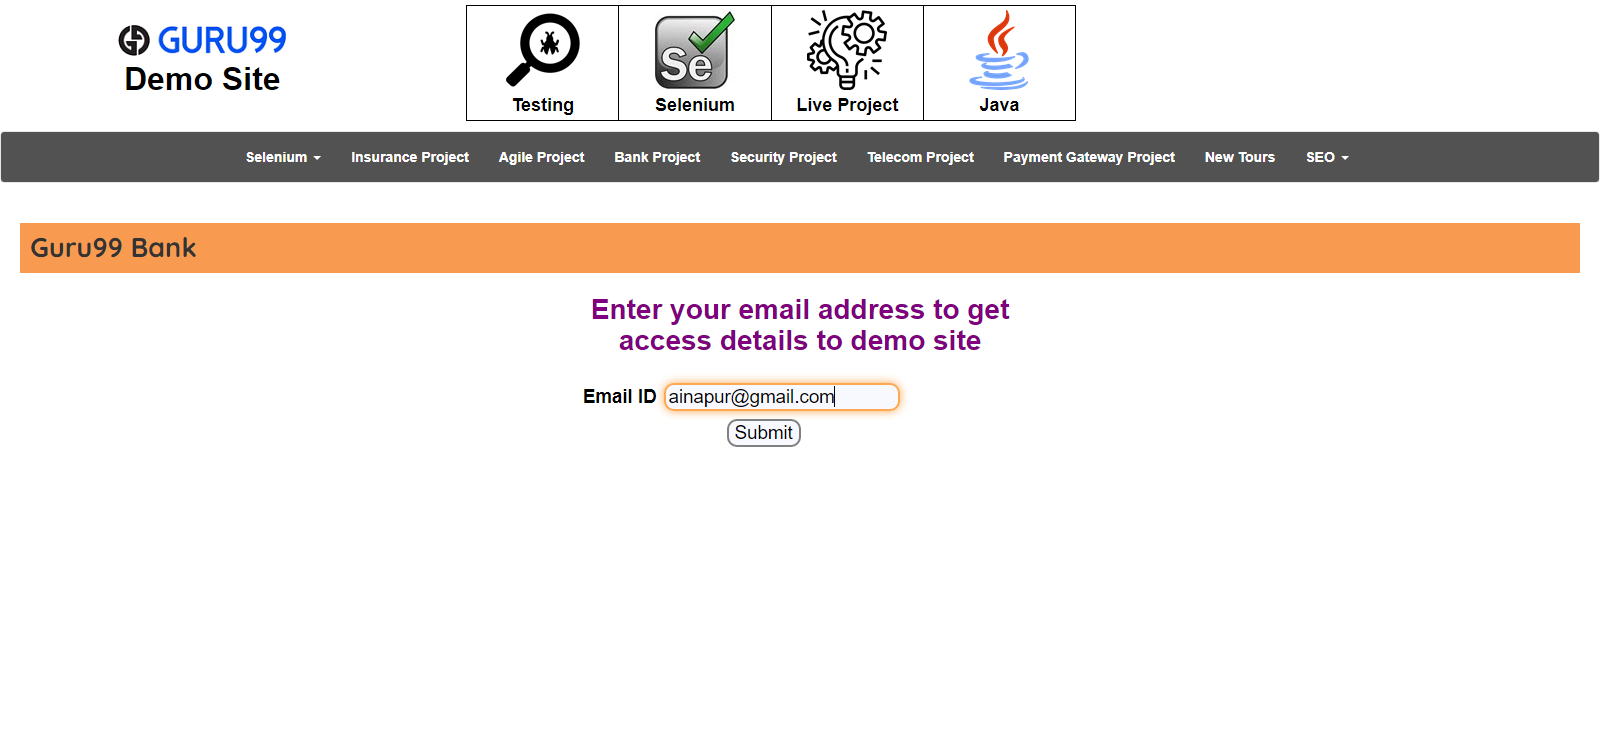 GURU99
Demo Site
Se
Testing
Selenium
Live Project
Java
Selenium
Insurance Project
Agile Project
Bank Project
Security Project
Telecom Project
Payment Gateway Project
New Tours
SEO
Guru99 Bank
Enter your email address to get
access details to demo site
Email ID ainapur@gmail.com
Submit